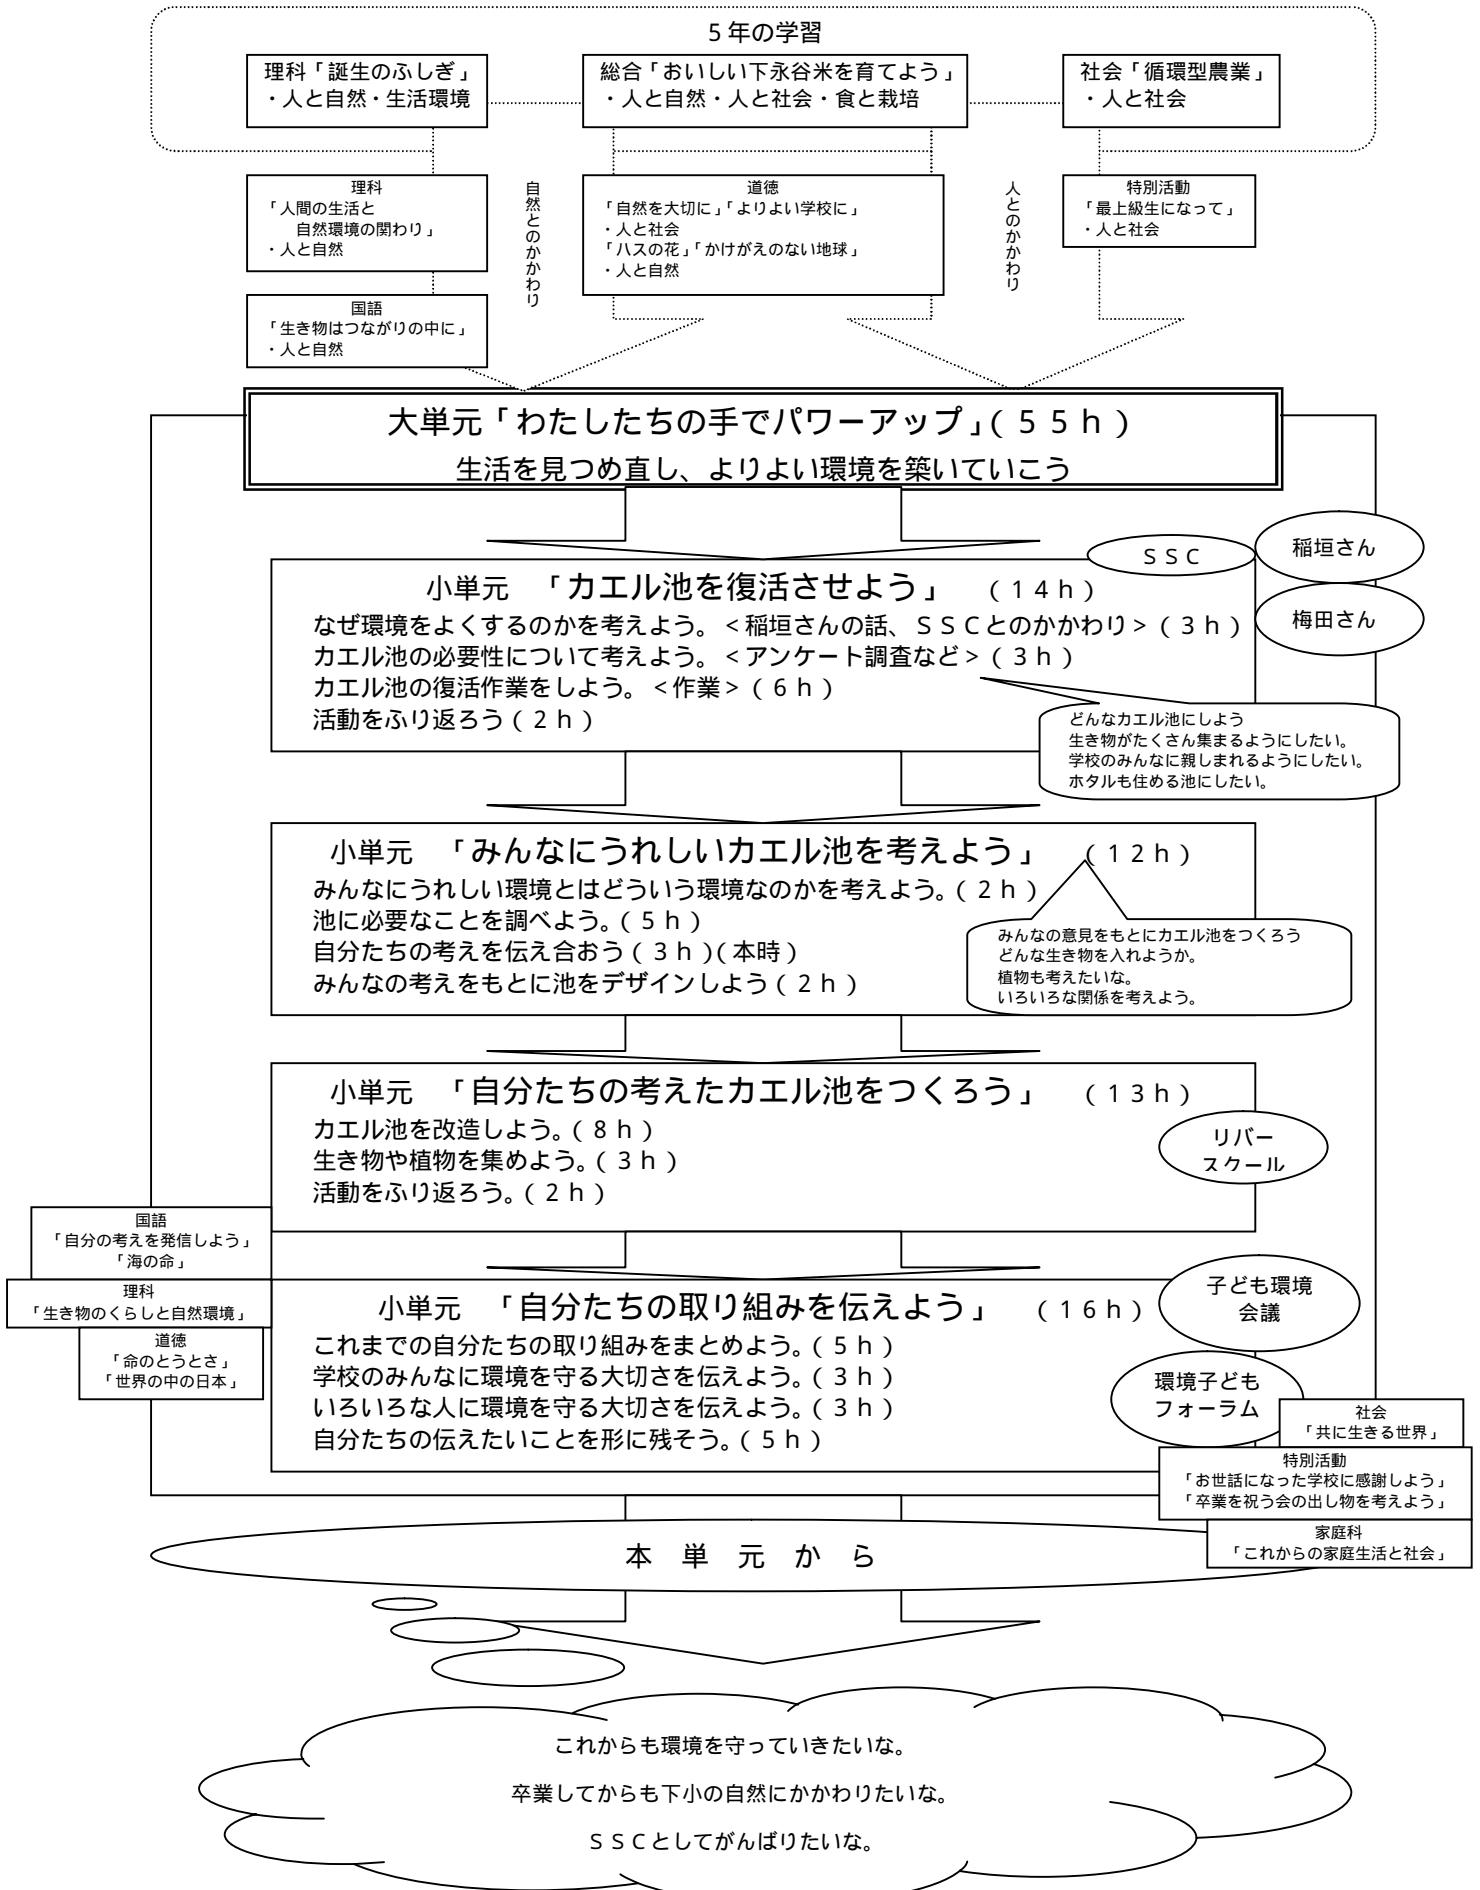 5年の学習
理科「誕生のふしぎ」
・人と自然・生活環境
総合「おいしい下永谷米を育てよう」
・人と自然・人と社会・食と栽培
社会「循環型農業」
・人と社会
理科
「人間の生活と
自然環境の関わり」
・人と自然
自然とのかかわり
道徳
「自然を大切に」「よりよい学校に」
・人と社会
「ハスの花」「かけがえのない地球」
・人と自然
人とのかかわり
特別活動
「最上級生になって」
・人と社会
国語
「生き物はつながりの中に」
・人と自然
大単元「わたしたちの手でパワーアップ」(55h)
生活を見つめ直し、よりよい環境を築いていこう
SSC
稲垣さん
梅田さん
小単元 「カエル池を復活させよう」 (14h)
なぜ環境をよくするのかを考えよう。<稲垣さんの話、SSCとのかかわり>(3h)
カエル池の必要性について考えよう。<アンケート調査など>(3h)
カエル池の復活作業をしよう。<作業>(6h)
活動をふり返ろう(2h)
どんなカエル池にしよう
生き物がたくさん集まるようにしたい。
学校のみんなに親しまれるようにしたい。
ホタルも住める池にしたい。
小単元 「みんなにうれしいカエル池を考えよう」 (12h)
みんなにうれしい環境とはどういう環境なのかを考えよう。(2h)
池に必要なことを調べよう。(5h)
自分たちの考えを伝え合おう(3h)(本時)
みんなの考えをもとに池をデザインしよう(2h)
みんなの意見をもとにカエル池をつくろう
どんな生き物を入れようか。
植物も考えたいな。
いろいろな関係を考えよう。
小単元 「自分たちの考えたカエル池をつくろう」 (13h)
カエル池を改造しよう。(8h)
生き物や植物を集めよう。(3h)
活動をふり返ろう。(2h)
リバー
スクール
国語
「自分の考えを発信しよう」
「海の命」
理科
「生き物のくらしと自然環境」
道徳
「命のとうとさ」
「世界の中の日本」
小単元 「自分たちの取り組みを伝えよう」 (16h)
これまでの自分たちの取り組みをまとめよう。(5h)
学校のみんなに環境を守る大切さを伝えよう。(3h)
いろいろな人に環境を守る大切さを伝えよう。(3h)
自分たちの伝えたいことを形に残そう。(5h)
子ども環境
会議
環境子ども
フォーラム
社会
「共に生きる世界」
特別活動
「お世話になった学校に感謝しよう」
「卒業を祝う会の出し物を考えよう」
家庭科
「これからの家庭生活と社会」
本単元から
これからも環境を守っていきたいな。
卒業してからも下小の自然にかかわりたいな。
SSCとしてがんばりたいな。